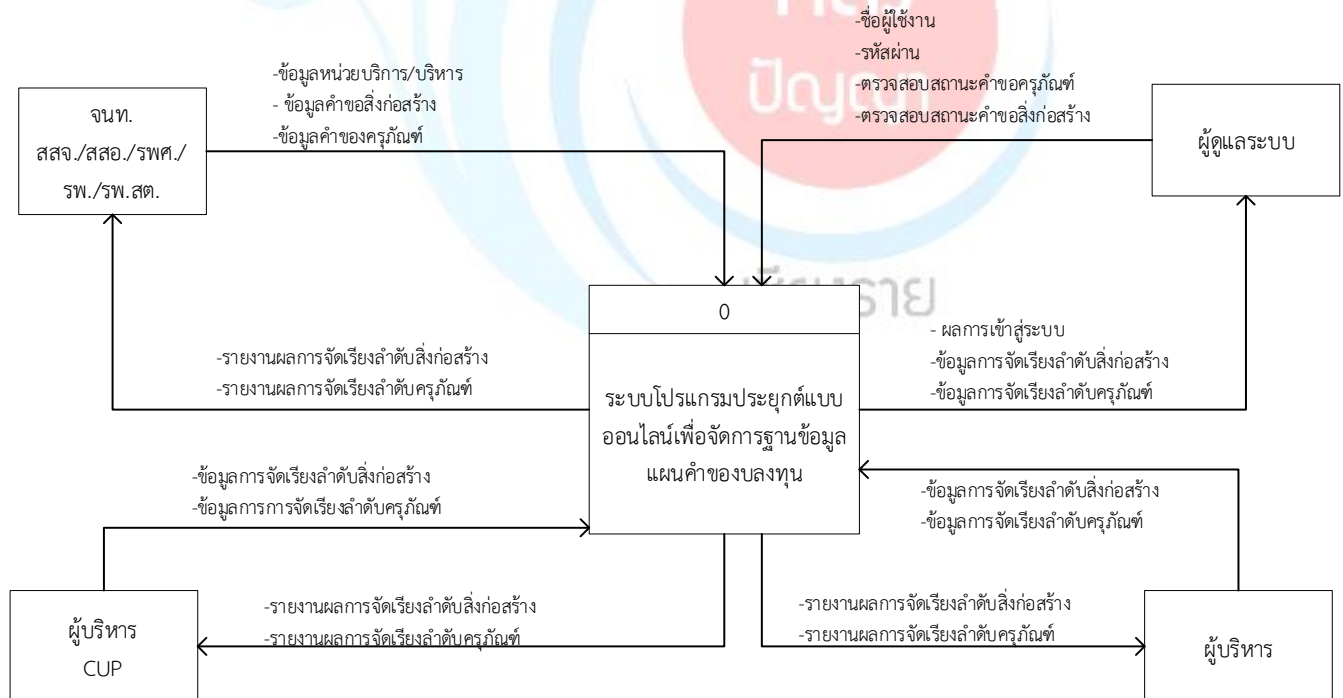 -ชื่อผู้ใช้งาน
-รหัสผ่าน
-ตรวจสอบสถานะคำขอครุภัณฑ์
-ตรวจสอบสถานะคำขอสิ่งก่อสร้าง
-ข้อมูลหน่วยบริการ/บริหาร
- ข้อมูลคำขอสิ่งก่อสร้าง
-ข้อมูลคำของครุภัณฑ์
จนท.
สสจ./สสอ./รพศ./
รพ./รพ.สต.
ปัญญา
ผู้ดูแลระบบ
เชียงราย
0
ระบบโปรแกรมประยุกต์แบบ
ออนไลน์เพื่อจัดการฐานข้อมูล
แผนคำของบลงทุน
-รายงานผลการจัดเรียงลำดับสิ่งก่อสร้าง
-รายงานผลการจัดเรียงลำดับครุภัณฑ์
- ผลการเข้าสู่ระบบ
-ข้อมูลการจัดเรียงลำดับสิ่งก่อสร้าง
-ข้อมูลการจัดเรียงลำดับครุภัณฑ์
-ข้อมูลการจัดเรียงลำดับสิ่งก่อสร้าง
-ข้อมูลการการจัดเรียงลำดับครุภัณฑ์
-ข้อมูลการจัดเรียงลำดับสิ่งก่อสร้าง
-ข้อมูลการจัดเรียงลำดับครุภัณฑ์
ผู้บริหาร
CUP
-รายงานผลการจัดเรียงลำดับสิ่งก่อสร้าง
-รายงานผลการจัดเรียงลำดับครุภัณฑ์
-รายงานผลการจัดเรียงลำดับสิ่งก่อสร้าง
-รายงานผลการจัดเรียงลำดับครุภัณฑ์
ผู้บริหาร